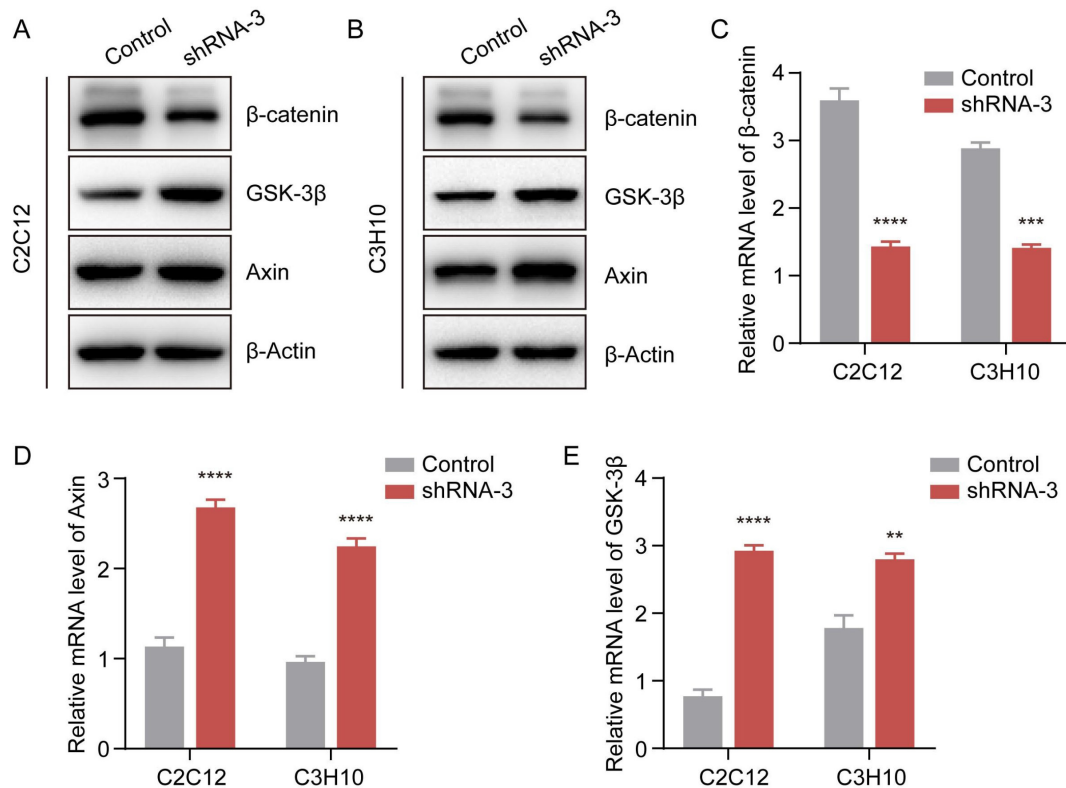 A
Control
shRNA-3
C2C12
β-catenin
GSK-3β
Axin
β-Actin
B
Control
shRNA-3
C3H10
β-catenin
GSK-3β
Axin
β-Actin
C
Relative mRNA level of β-catenin
4
3
2
1
0
Control
shRNA-3
****
***
C2C12
C3H10
D
Relative mRNA level of Axin
3
2
1
0
Control
shRNA-3
****
****
C2C12
C3H10
E
Relative mRNA level of GSK-3β
4
3
2
1
0
Control
shRNA-3
****
**
C2C12
C3H10